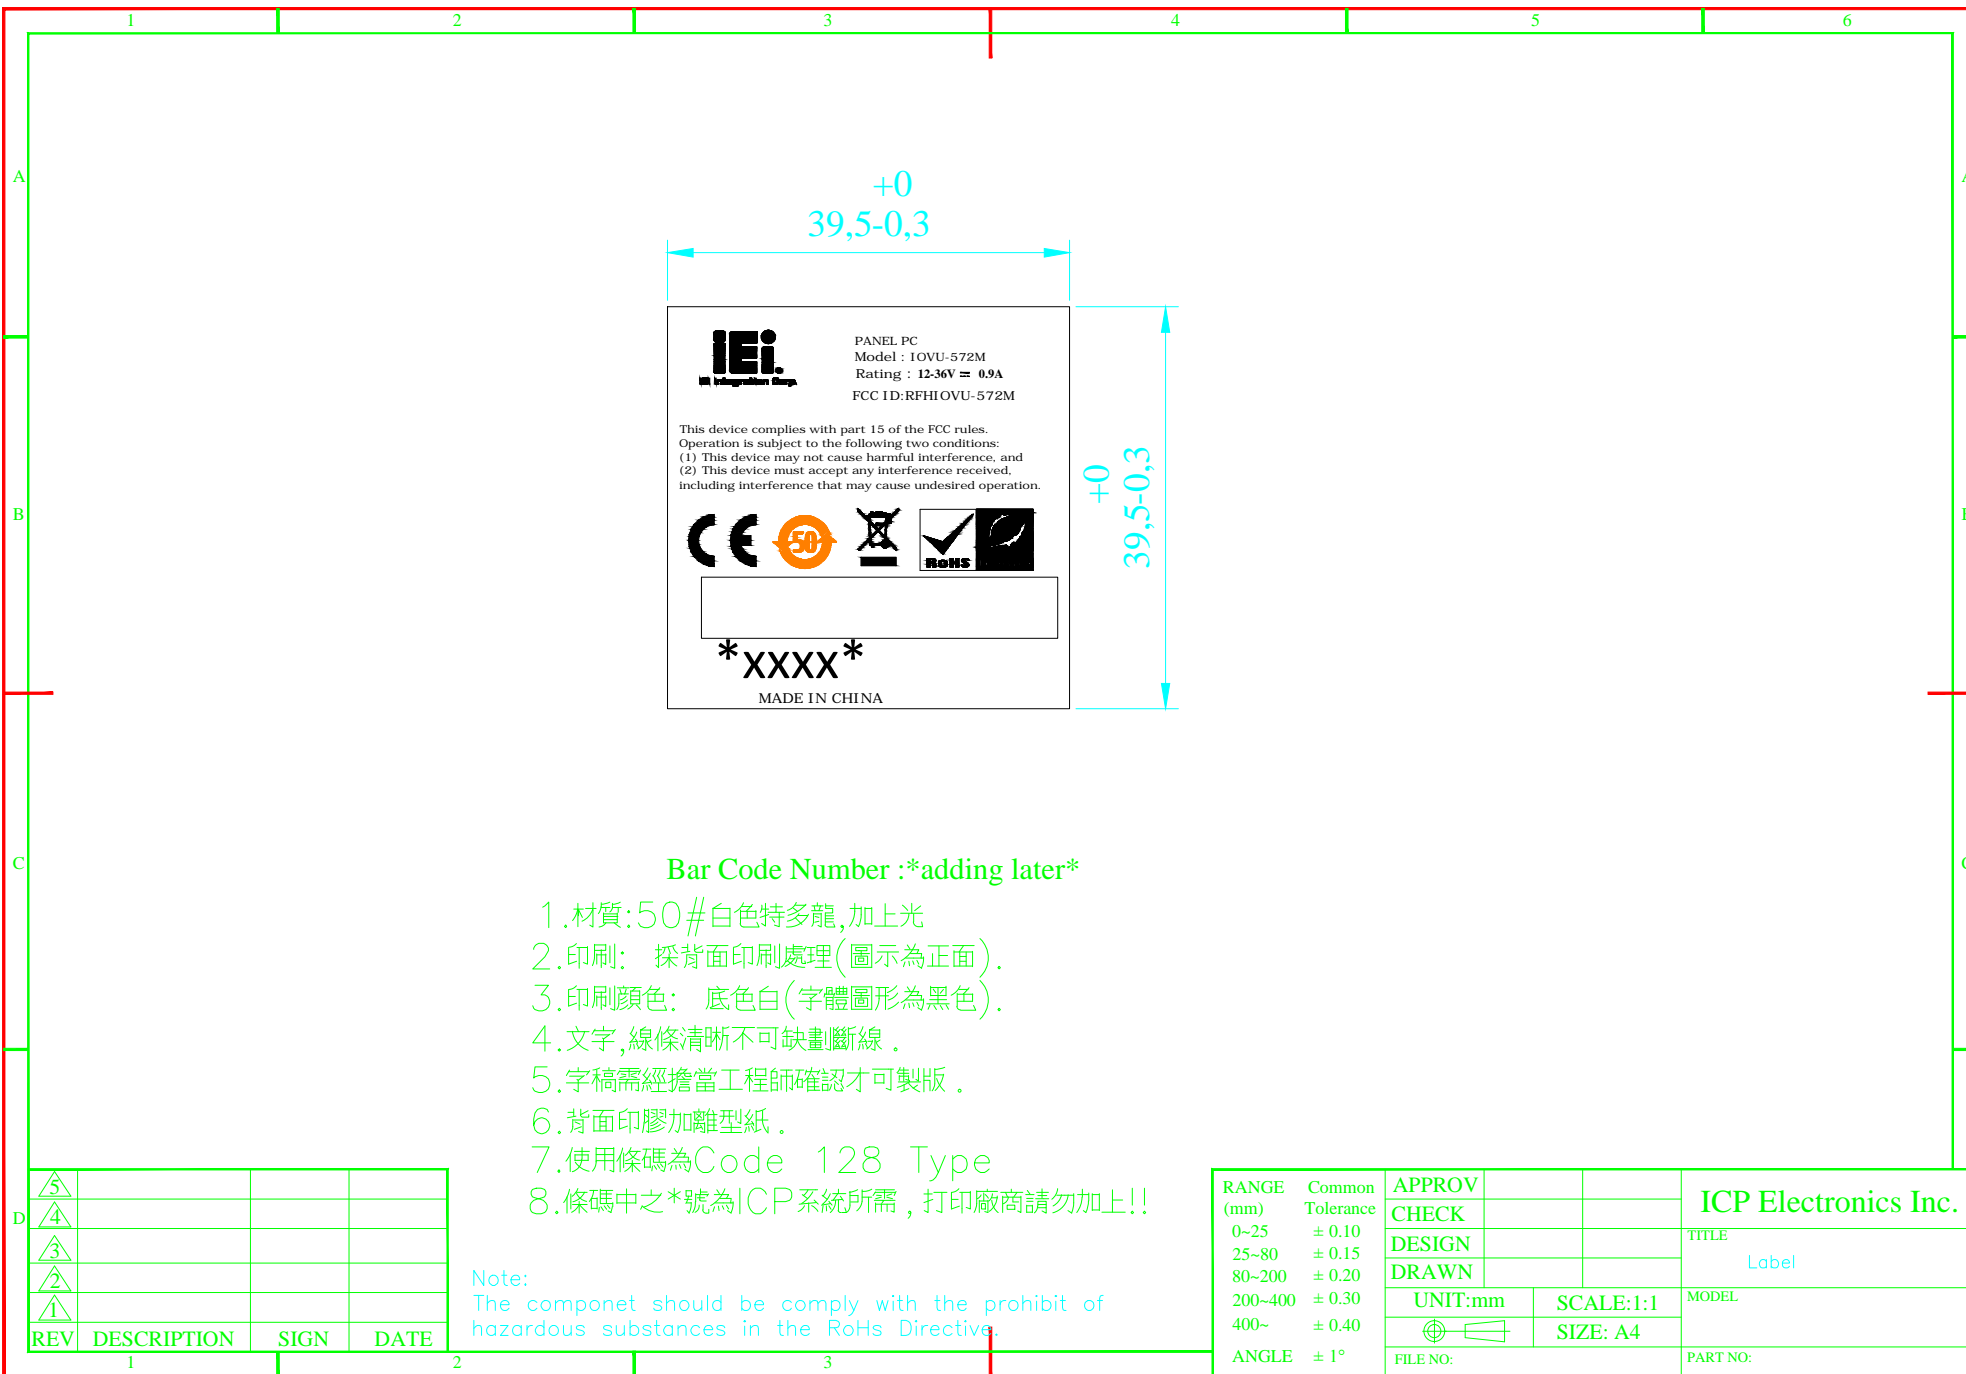 1 2 3 4 5 6
A
+0
39,5-0,3
iEi.
iEi Integration Corp.
PANEL PC
Model : IOVU-572M
Rating : 12-36V ⎓ 0.9A
FCC ID:RFHIOVU-572M
This device complies with part 15 of the FCC rules.
Operation is subject to the following two conditions:
(1) This device may not cause harmful interference, and
(2) This device must accept any interference received,
including interference that may cause undesired operation.
+0
39,5-0,3
B
CE 50 RoHS
*XXXX*
MADE IN CHINA
C
Bar Code Number :*adding later*
1.材質:50#白色特多龍,加上光
2.印刷: 採背面印刷處理(圖示為正面).
3.印刷顏色: 底色白(字體圖形為黑色).
4.文字,線條清晰不可缺劃斷線.
5.字稿需經擔當工程師確認才可製版.
6.背面印膠加離型紙.
7.使用條碼為Code 128 Type
8.條碼中之*號為ICP系統所需,打印廠商請勿加上!!
D
Note:
The componet should be comply with the prohibit of
hazardous substances in the RoHs Directive.
5
4
3
2
1
REV DESCRIPTION SIGN DATE
1 2 3
RANGE Common
(mm) Tolerance
0~25 ± 0.10
25~80 ± 0.15
80~200 ± 0.20
200~400 ± 0.30
400~ ± 0.40
ANGLE ± 1°
APPROV
CHECK
DESIGN
DRAWN
UNIT:mm SCALE:1:1
SIZE: A4
FILE NO:
ICP Electronics Inc.
TITLE
Label
MODEL
PART NO: